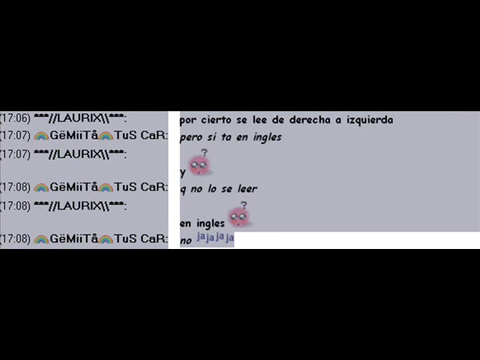 (17:06) ***//LAURIX\\***: por cierto se lee de derecha a izquierda
(17:07) GëMiiTå TuS CaR: pero si ta en ingles
(17:07) ***//LAURIX\\***: y ?
(17:08) GëMiiTå TuS CaR: q no lo se leer
(17:08) ***//LAURIX\\***: en ingles ?
(17:08) GëMiiTå TuS CaR: no jajajaja